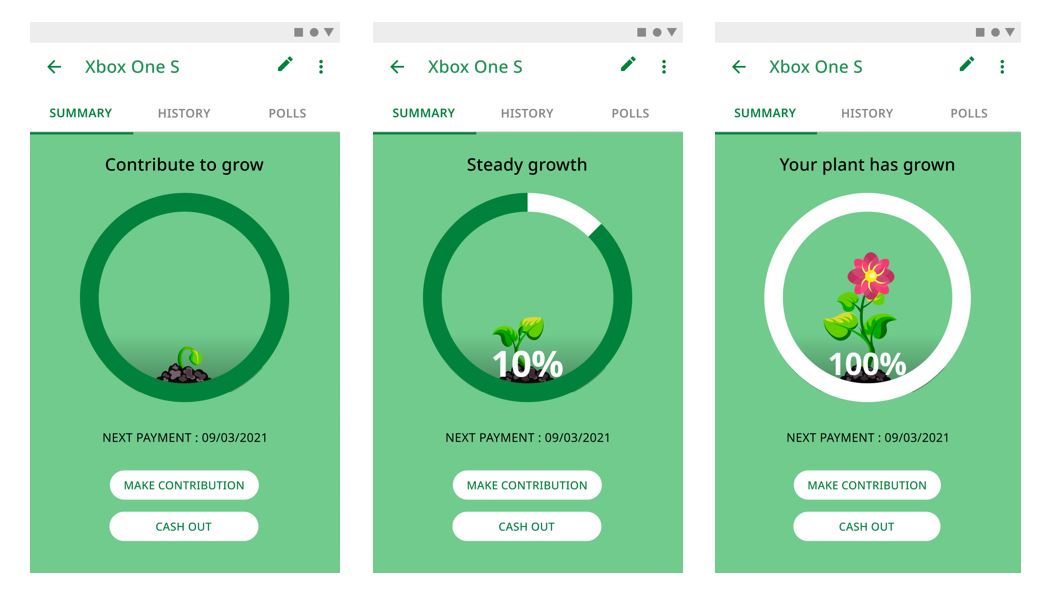 Xbox One S
SUMMARY HISTORY POLLS
Contribute to grow
NEXT PAYMENT : 09/03/2021
MAKE CONTRIBUTION
CASH OUT
Xbox One S
SUMMARY HISTORY POLLS
Steady growth
10%
NEXT PAYMENT : 09/03/2021
MAKE CONTRIBUTION
CASH OUT
Xbox One S
SUMMARY HISTORY POLLS
Your plant has grown
100%
NEXT PAYMENT : 09/03/2021
MAKE CONTRIBUTION
CASH OUT